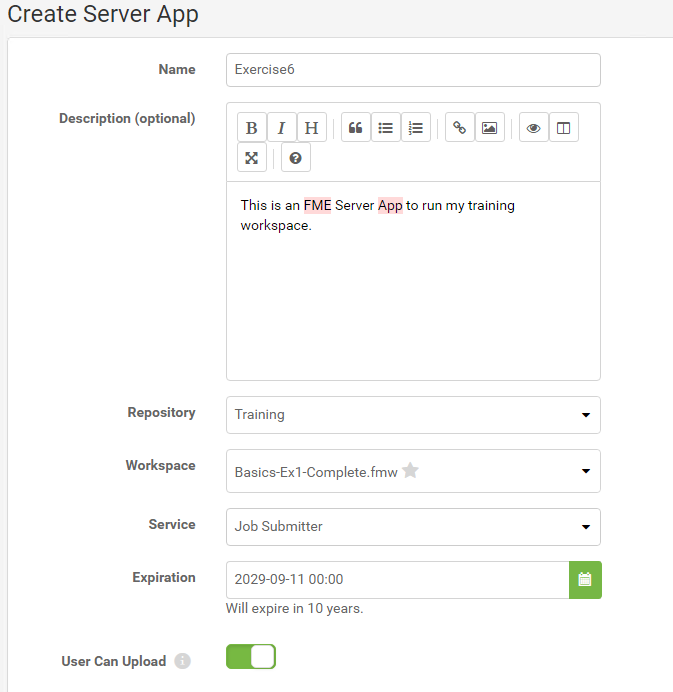 Create Server App
Name
Exercise6
Description (optional)
B I H
This is an FME Server App to run my training
workspace.
Repository
Training
Workspace
Basics-Ex1-Complete.fmw
Service
Job Submitter
Expiration
2029-09-11 00:00
Will expire in 10 years.
User Can Upload